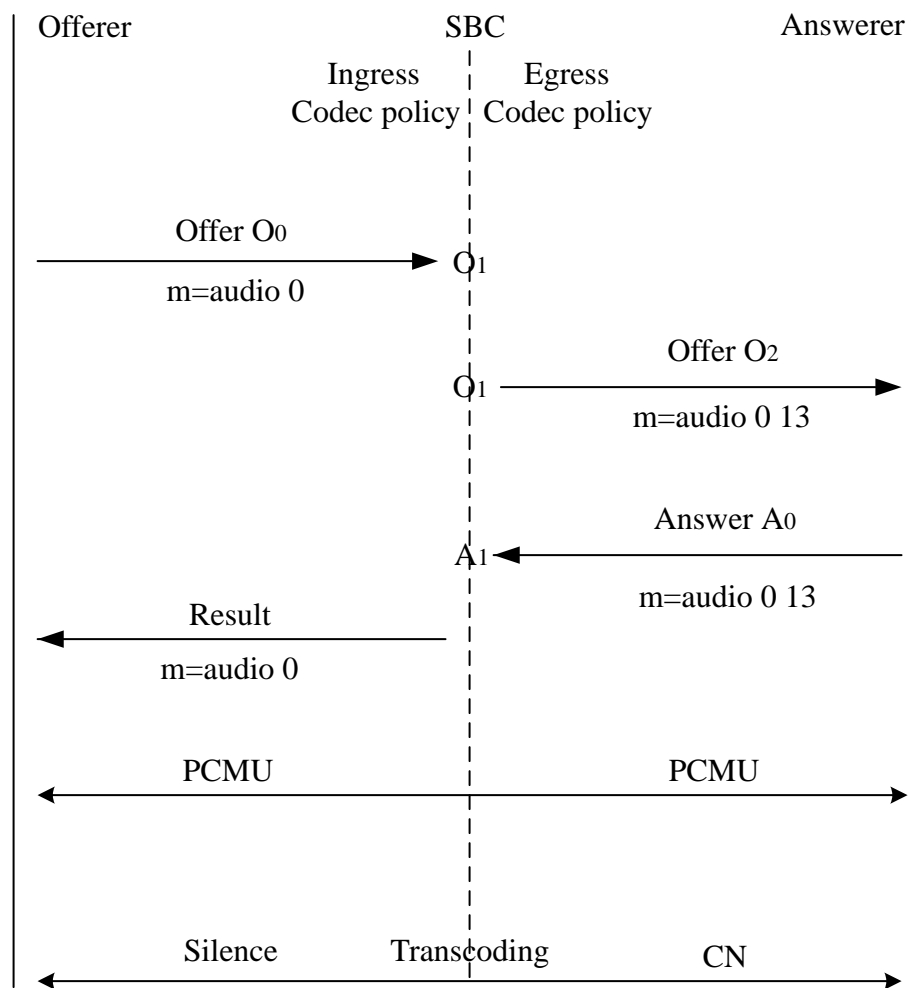 Offerer SBC Answerer
Ingress Egress
Codec policy Codec policy
Offer O0
O1
m=audio 0
Offer O2
O1
m=audio 0 13
Answer A0
A1
m=audio 0 13
Result
m=audio 0
PCMU PCMU
Silence Transcoding CN